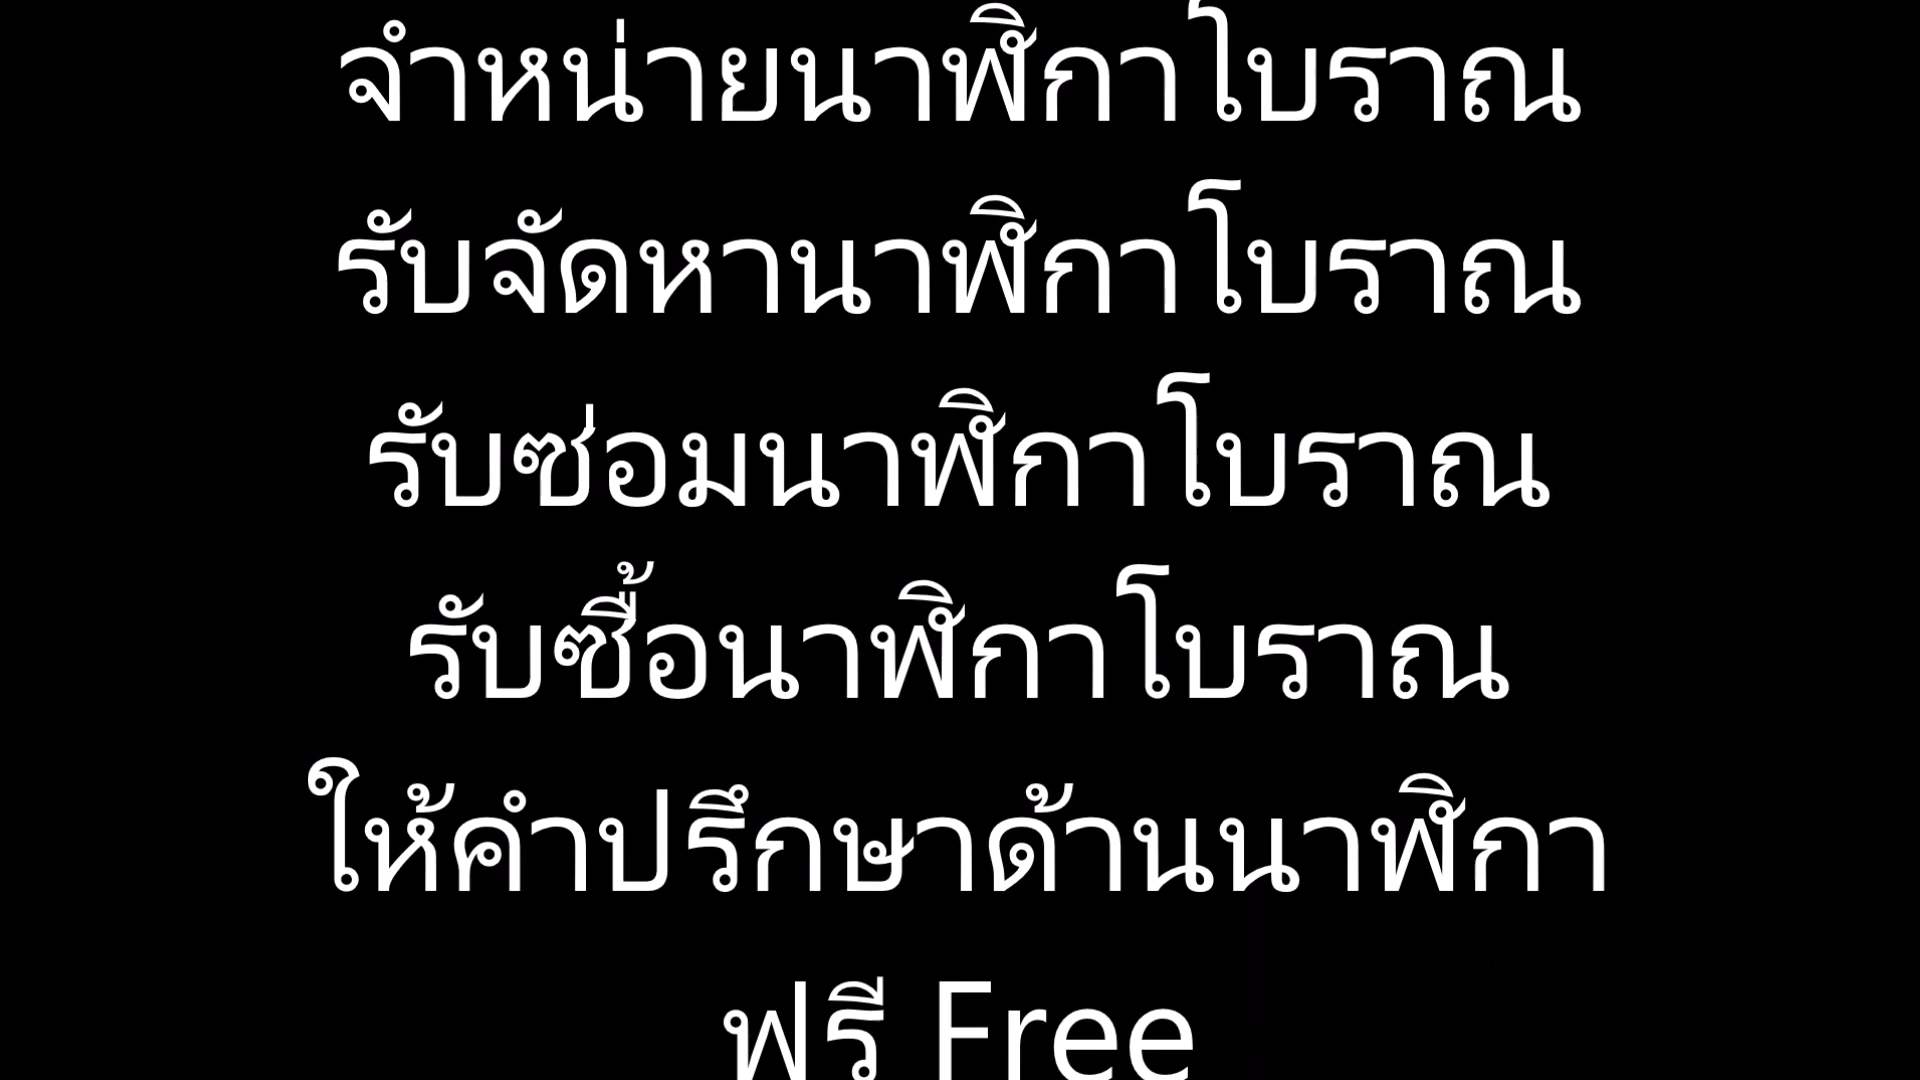 จำหน่ายนาฬิกาโบราณ
รับจัดหานาฬิกาโบราณ
รับซ่อมนาฬิกาโบราณ
รับซื้อนาฬิกาโบราณ
ให้คำปรึกษาด้านนาฬิกา
ฟรี Free